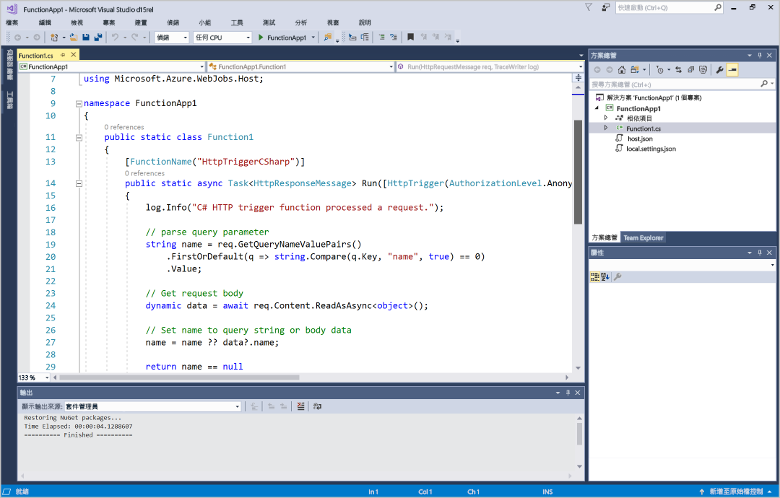 FunctionApp1 - Microsoft Visual Studio d15rel
快速啟動 (Ctrl+Q)
檔案 編輯 檢視 專案 建置 偵錯 小組 工具 測試 分析 視窗 說明
偵錯 任何 CPU FunctionApp1
Function1.cs
FunctionApp1 FunctionApp1.Function1 Run(HttpRequestMessage req, TraceWriter log)
7 using Microsoft.Azure.WebJobs.Host;
8
9 namespace FunctionApp1
10 {
0 references
11 public static class Function1
12 {
13 [FunctionName("HttpTriggerCSharp")]
0 references
14 public static async Task<HttpResponseMessage> Run([HttpTrigger(AuthorizationLevel.Anony
15 {
16 log.Info("C# HTTP trigger function processed a request.");
17
18 // parse query parameter
19 string name = req.GetQueryNameValuePairs()
20 .FirstOrDefault(q => string.Compare(q.Key, "name", true) == 0)
21 .Value;
22
23 // Get request body
24 dynamic data = await req.Content.ReadAsAsync<object>();
25
26 // Set name to query string or body data
27 name = name ?? data?.name;
28
29 return name == null
133 %
輸出
顯示輸出來源: 套件管理員
Restoring NuGet packages...
Time Elapsed: 00:00:04.1288607
========== Finished ==========
方案總管
搜尋方案總管 (Ctrl+;)
解決方案 'FunctionApp1' (1 個專案)
FunctionApp1
相依項目
Function1.cs
host.json
local.settings.json
方案總管 Team Explorer
屬性
就緒 ln 1 Col 1 Ch 1 INS 新增至原始檔控制